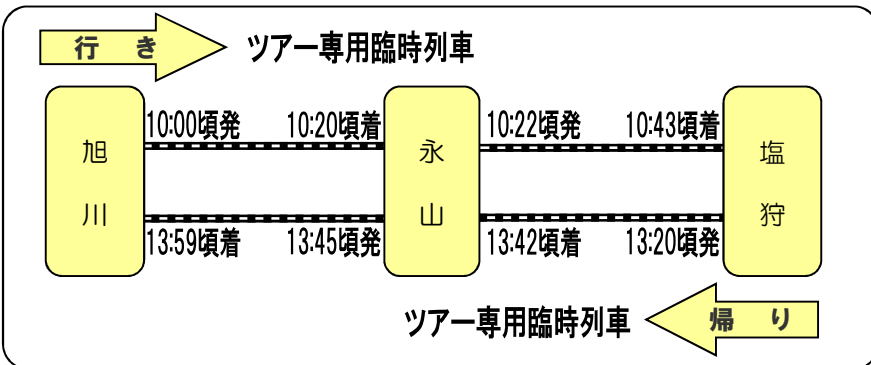 行 き
ツアー専用臨時列車
10:00頃発 10:20頃着 10:22頃発 10:43頃着
旭川 永山 塩狩
13:59頃着 13:45頃発 13:42頃着 13:20頃発
ツアー専用臨時列車
帰 り